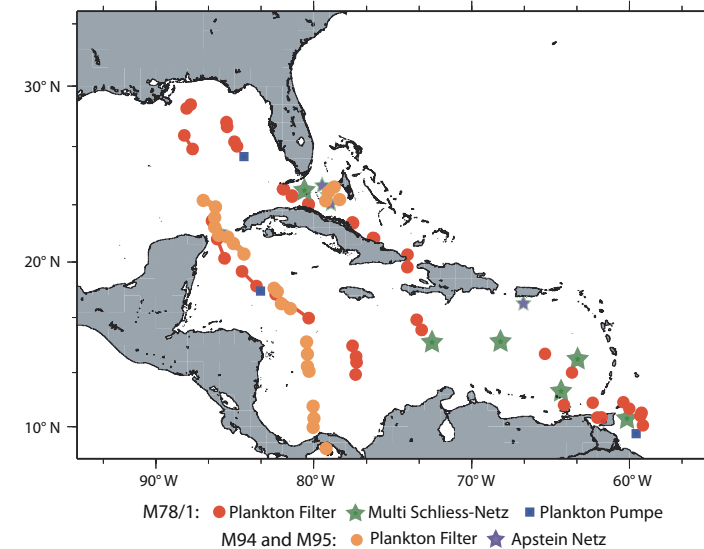 30° N
20° N
10° N
90° W
80° W
70° W
60° W
M78/1: Plankton Filter Multi Schliess-Netz Plankton Pumpe
M94 and M95: Plankton Filter Apstein Netz